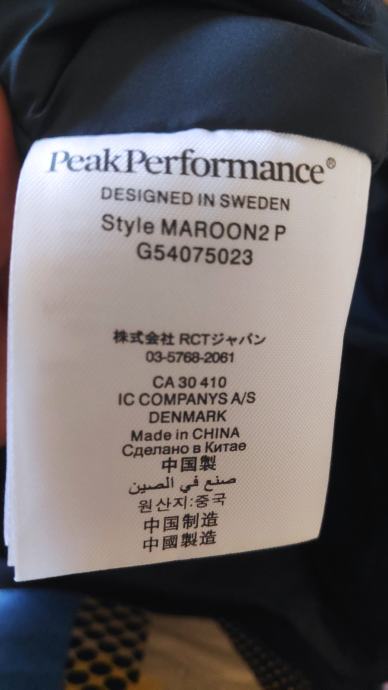 PeakPerformance®
DESIGNED IN SWEDEN
Style MAROON2 P
G54075023
株式会社 RCTジャパン
03-5768-2061
CA 30 410
IC COMPANYS A/S
DENMARK
Made in CHINA
Сделано в Китае
中国製
صنع في الصين
원산지:중국
中国制造
中國製造